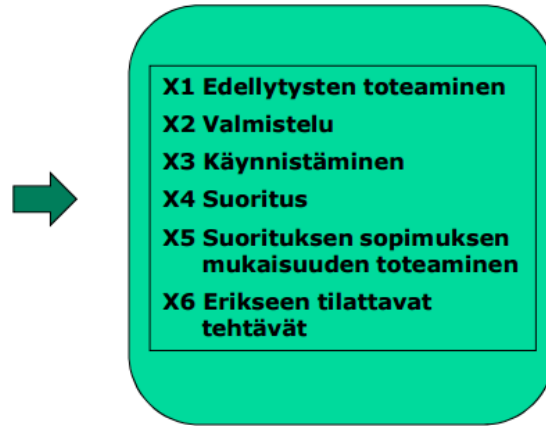 X1 Edellytysten toteaminen
X2 Valmistelu
X3 Käynnistäminen
X4 Suoritus
X5 Suorituksen sopimuksen
mukaisuuden toteaminen
X6 Erikseen tilattavat
tehtävät